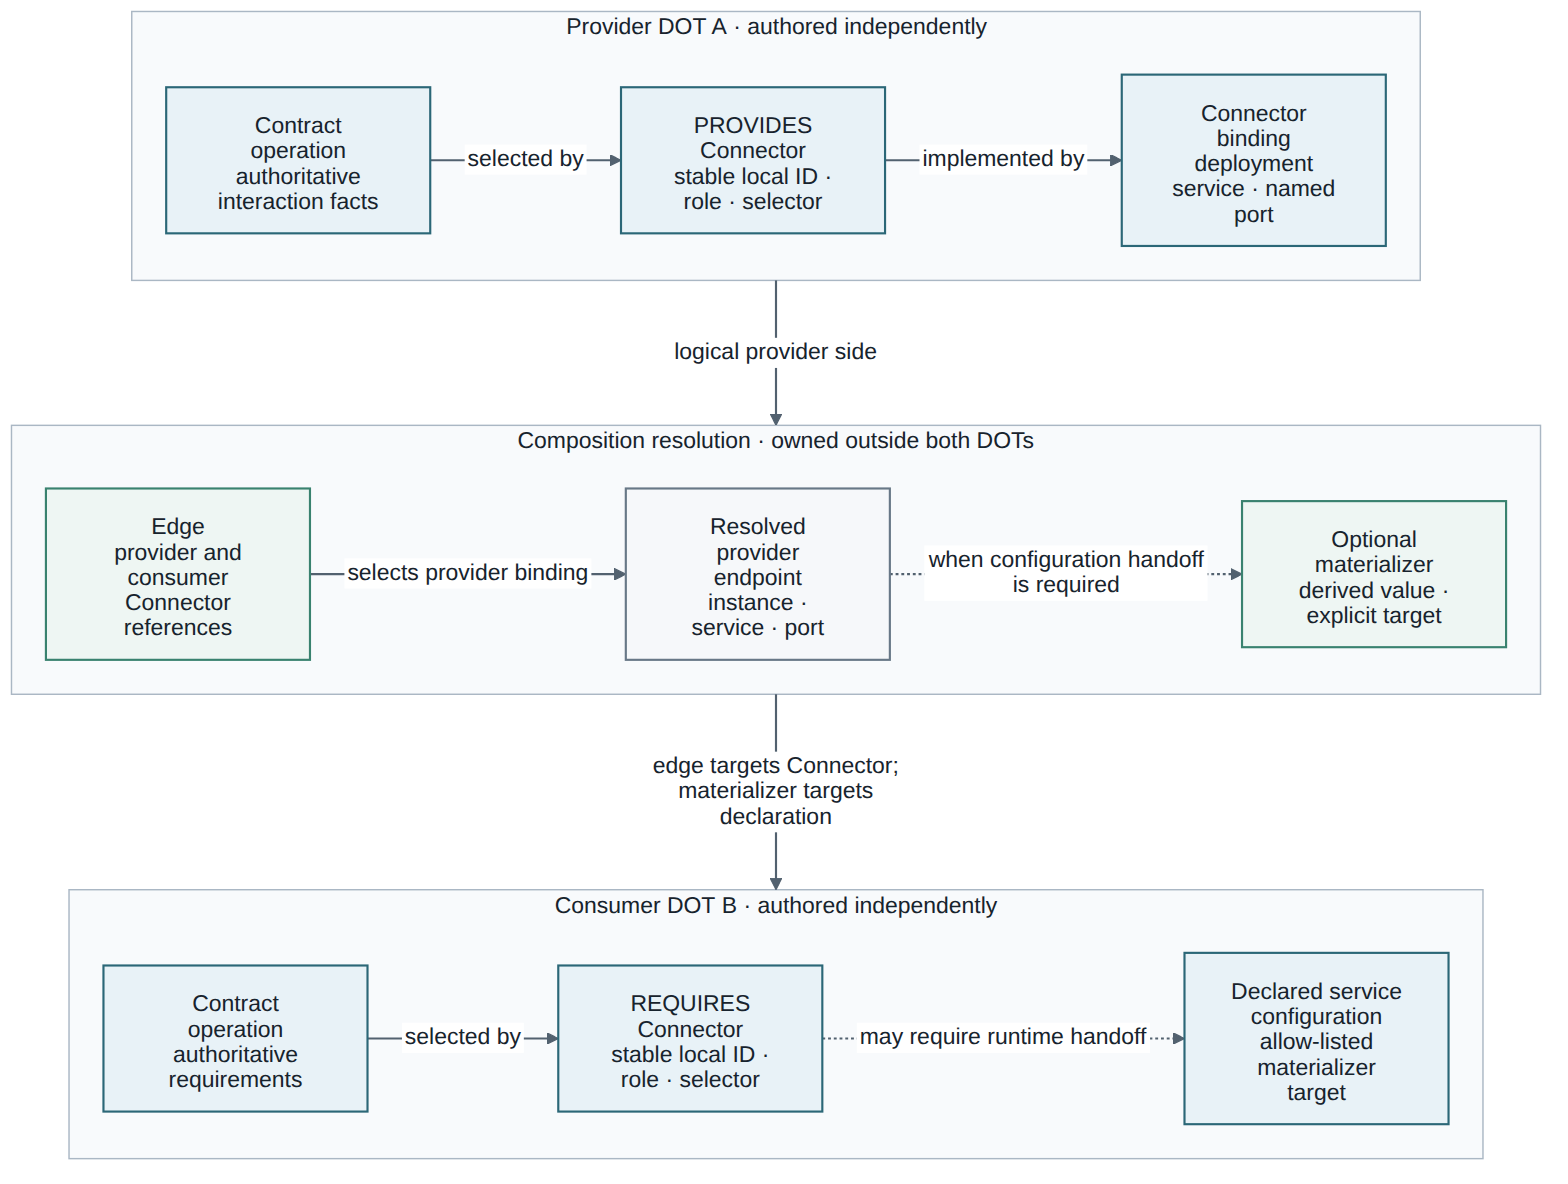 Provider DOT A · authored independently
Contract
operation
authoritative
interaction facts
selected by
PROVIDES
Connector
stable local ID ·
role · selector
implemented by
Connector
binding
deployment
service · named
port
logical provider side
Composition resolution · owned outside both DOTs
Edge
provider and
consumer
Connector
references
selects provider binding
Resolved
provider
endpoint
instance ·
service · port
when configuration handoff
is required
Optional
materializer
derived value ·
explicit target
edge targets Connector;
materializer targets
declaration
Consumer DOT B · authored independently
Contract
operation
authoritative
requirements
selected by
REQUIRES
Connector
stable local ID ·
role · selector
may require runtime handoff
Declared service
configuration
allow-listed
materializer
target